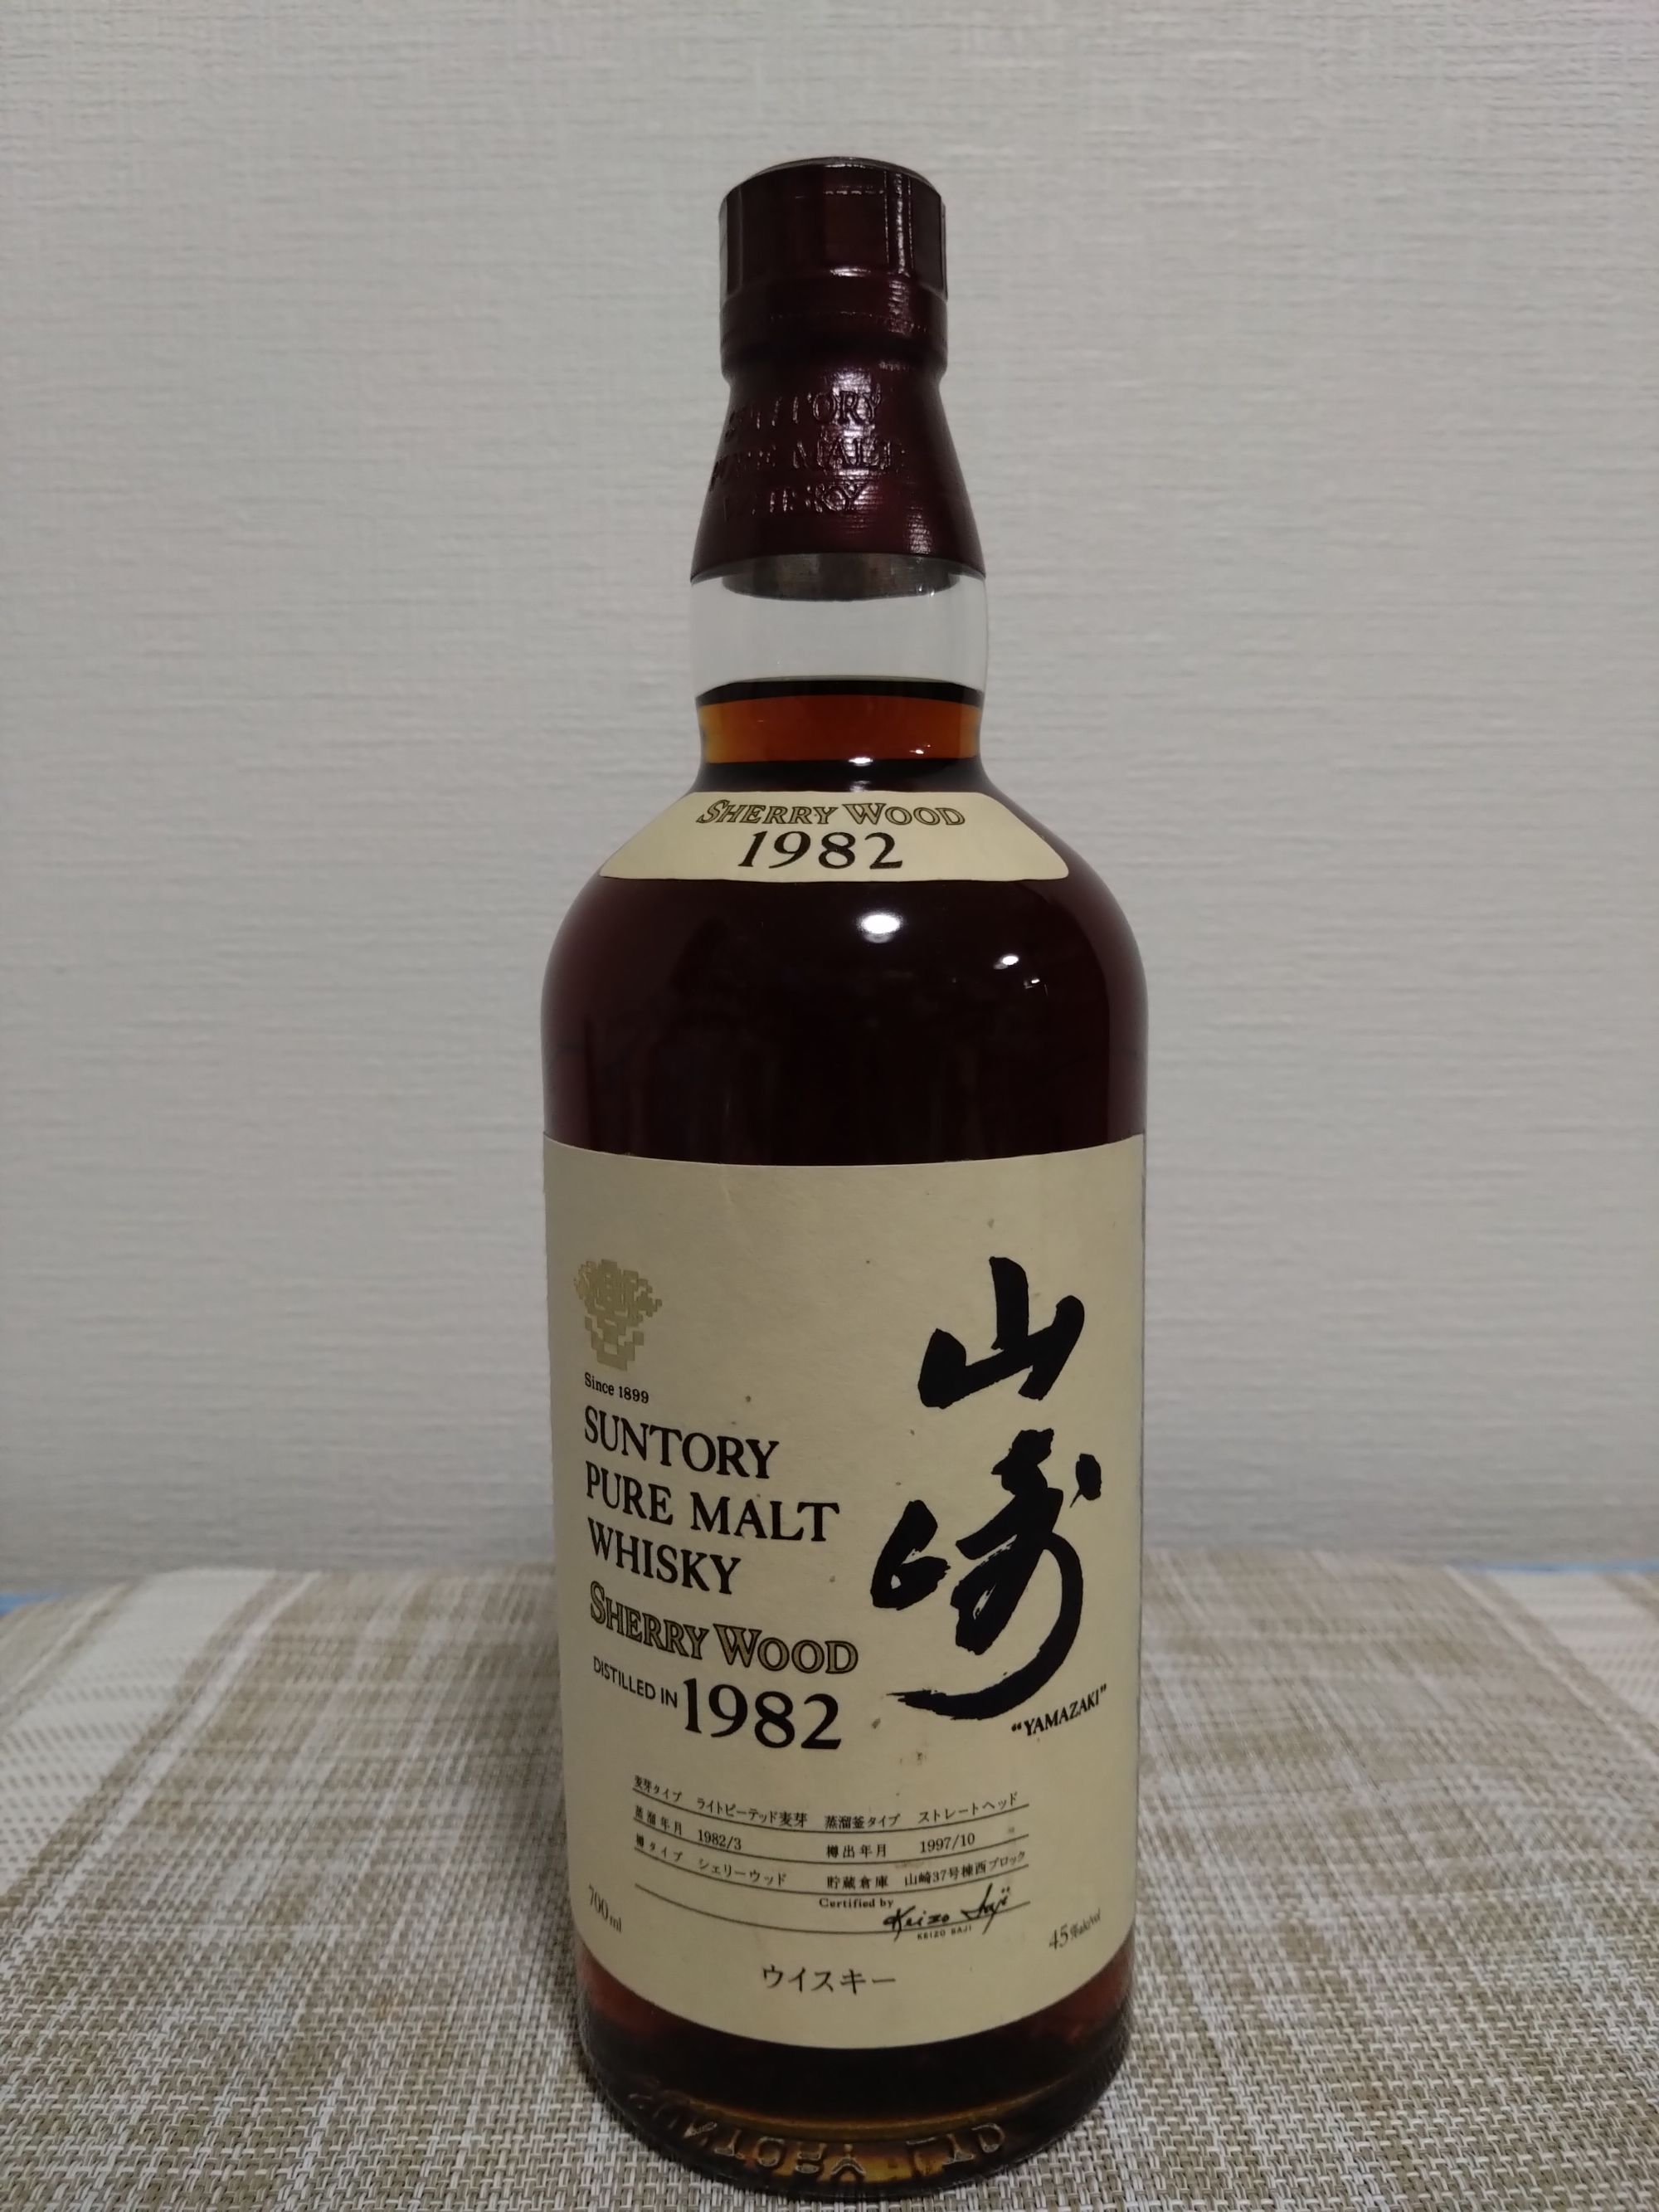 SUNTORY
PURE MALT
WHISKY
SHERRY WOOD
1982
Since 1899
SUNTORY
PURE MALT
WHISKY
SHERRY WOOD
DISTILLED IN 1982
山崎
"YAMAZAKI"
麦芽タイプ ライトピーテッド麦芽 蒸溜釜タイプ ストレートヘッド
蒸溜年月 1982/3 樽出年月 1997/10
樽タイプ シェリーウッド 貯蔵倉庫 山崎37号棟西ブロック
Certified by Keizo Saji
KEIZO SAJI
700ml
45%alc/vol
ウイスキー